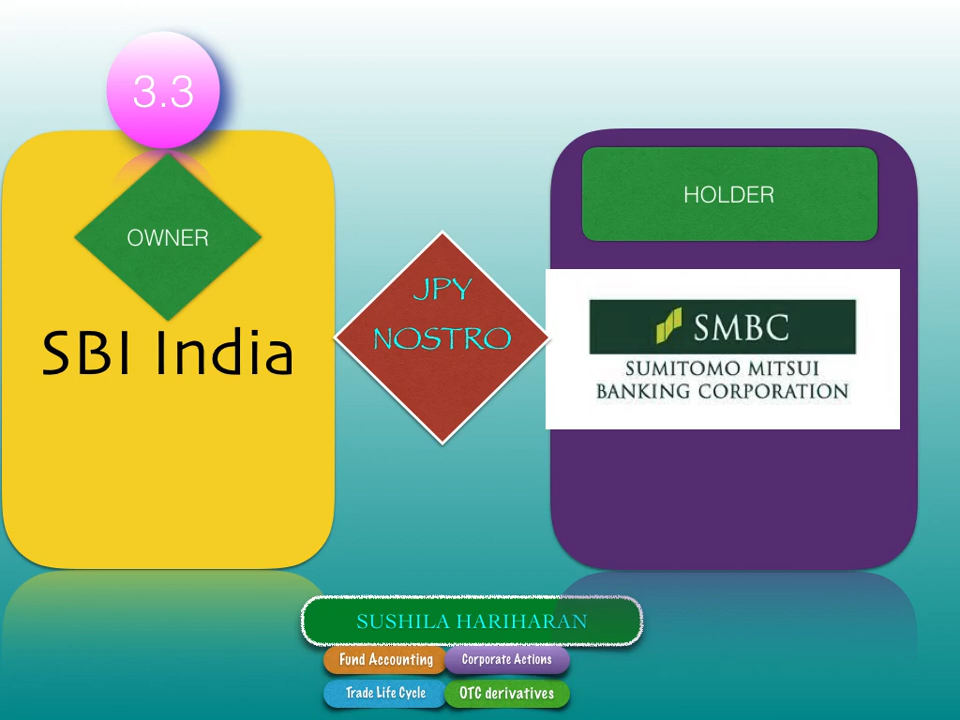 3.3
OWNER
SBI India
JPY
NOSTRO
HOLDER
SMBC
SUMITOMO MITSUI
BANKING CORPORATION
SUSHILA HARIHARAN
Fund Accounting
Corporate Actions
Trade Life Cycle
OTC derivatives